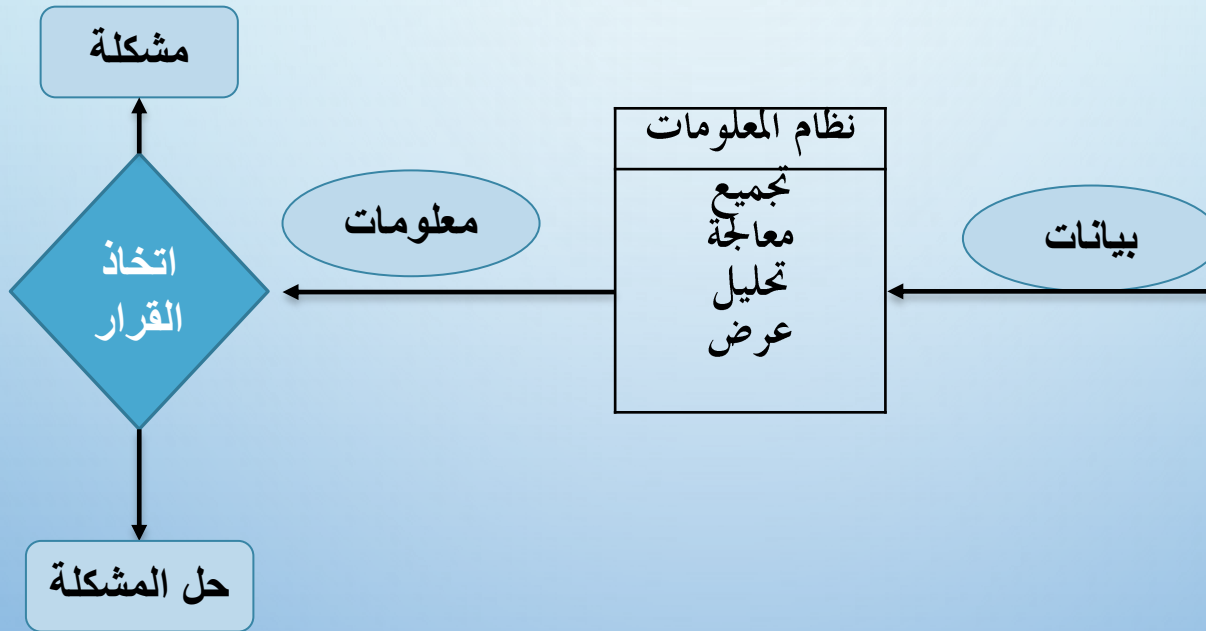 مشكلة
نظام المعلومات
تجميع
معالجة
تحليل
عرض
بيانات
معلومات
اتخاذ
القرار
حل المشكلة